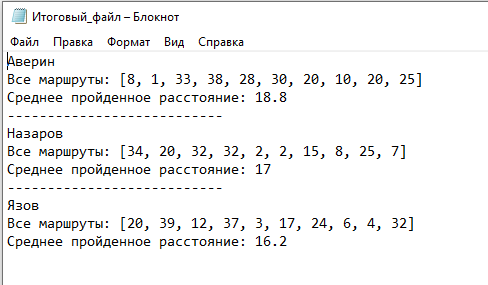 Итоговый_файл – Блокнот
Файл Правка Формат Вид Справка
Аверин
Все маршруты: [8, 1, 33, 38, 28, 30, 20, 10, 20, 25]
Среднее пройденное расстояние: 18.8
---------------------------
Назаров
Все маршруты: [34, 20, 32, 32, 2, 2, 15, 8, 25, 7]
Среднее пройденное расстояние: 17
---------------------------
Язов
Все маршруты: [20, 39, 12, 37, 3, 17, 24, 6, 4, 32]
Среднее пройденное расстояние: 16.2